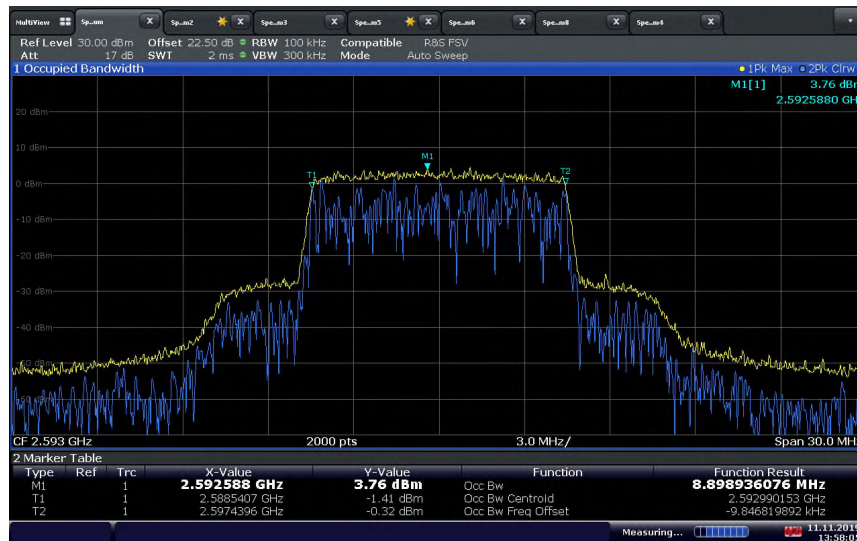 MultiView Sp...um X Sp...m2 X Spe...m3 X Spe...m5 X Spe...m6 X Spe...m8 X Spe...m4 X
Ref Level 30.00 dBm Offset 22.50 dB RBW 100 kHz Compatible R&S FSV
Att 17 dB SWT 2 ms VBW 300 kHz Mode Auto Sweep
1 Occupied Bandwidth 1Pk Max 2Pk Clrw
M1[1] 3.76 dBm
2.5925880 GH
20 dBm
10 dBm
M1
T1 T2
0 dBm
-10 dBm
-20 dBm
-30 dBm
-40 dBm
CF 2.593 GHz 2000 pts 3.0 MHz/ Span 30.0 MH
2 Marker Table
Type Ref Trc X-Value Y-Value Function Function Result
M1 1 2.592588 GHz 3.76 dBm Occ Bw 8.898936076 MHz
T1 1 2.5885407 GHz -1.41 dBm Occ Bw Centroid 2.592990153 GHz
T2 1 2.5974396 GHz -0.32 dBm Occ Bw Freq Offset -9.846819892 kHz
Measuring... 11.11.2019
13:58:05